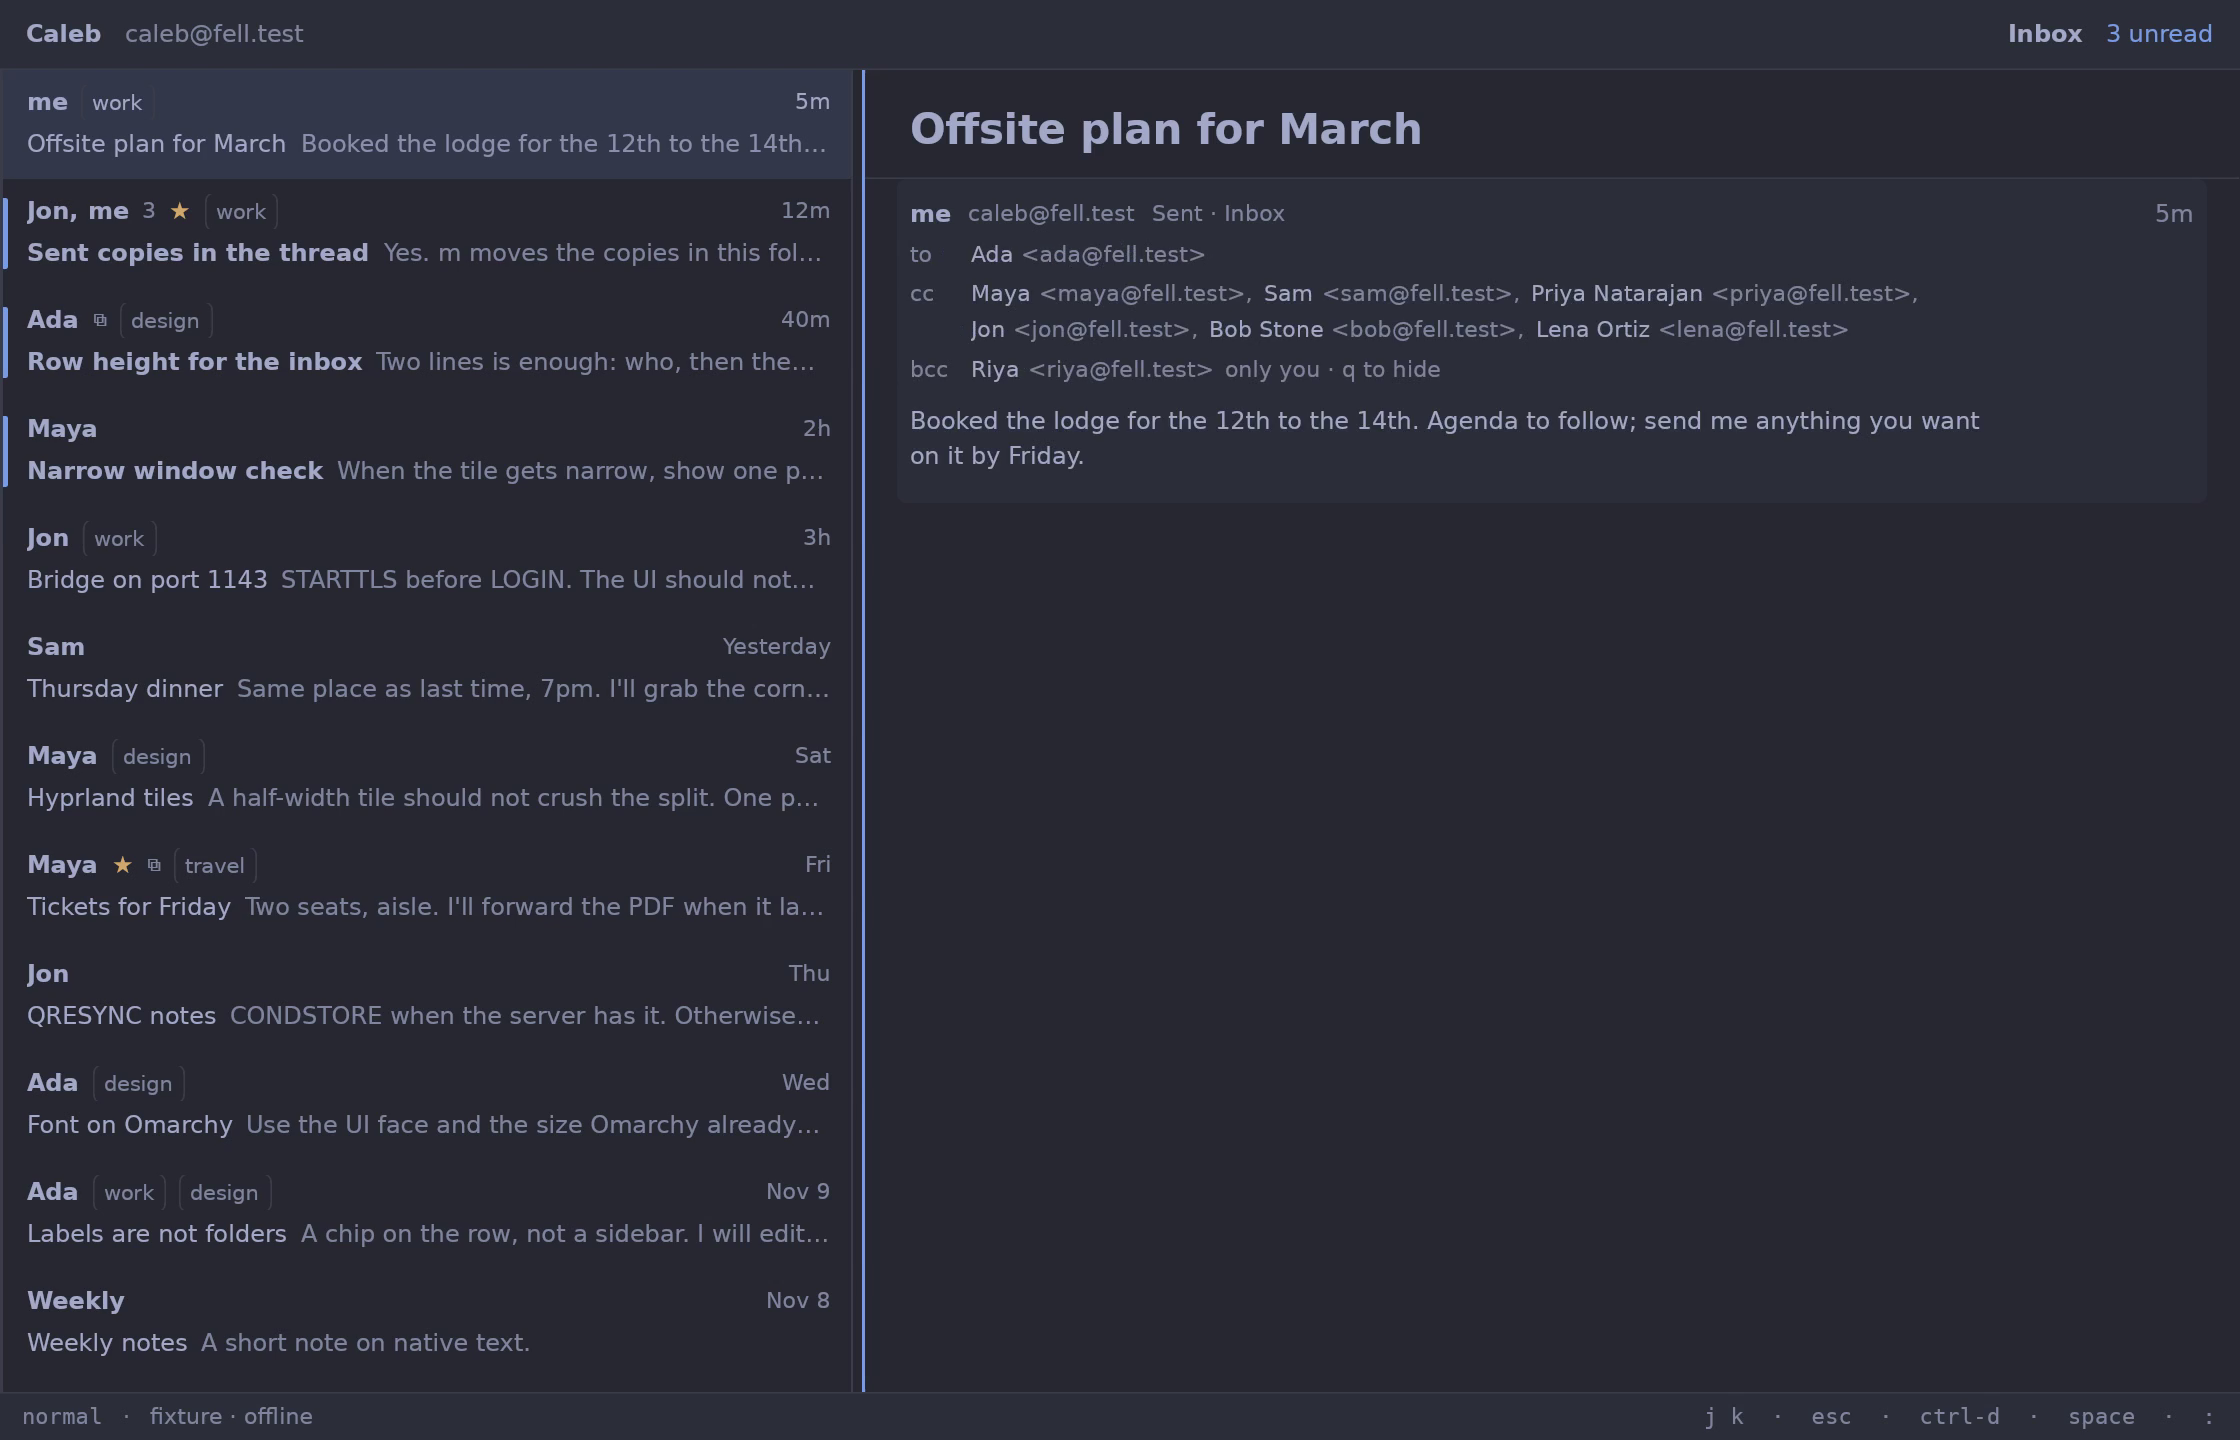 Caleb caleb@fell.test
Inbox 3 unread
me work 5m
Offsite plan for March Booked the lodge for the 12th to the 14th…
Jon, me 3 ★ work 12m
Sent copies in the thread Yes. m moves the copies in this fol…
Ada design 40m
Row height for the inbox Two lines is enough: who, then the…
Maya 2h
Narrow window check When the tile gets narrow, show one p…
Jon work 3h
Bridge on port 1143 STARTTLS before LOGIN. The UI should not…
Sam Yesterday
Thursday dinner Same place as last time, 7pm. I'll grab the corn…
Maya design Sat
Hyprland tiles A half-width tile should not crush the split. One p…
Maya ★ travel Fri
Tickets for Friday Two seats, aisle. I'll forward the PDF when it la…
Jon Thu
QRESYNC notes CONDSTORE when the server has it. Otherwise…
Ada design Wed
Font on Omarchy Use the UI face and the size Omarchy already…
Ada work design Nov 9
Labels are not folders A chip on the row, not a sidebar. I will edit…
Weekly Nov 8
Weekly notes A short note on native text.
Offsite plan for March
me caleb@fell.test Sent · Inbox 5m
to Ada <ada@fell.test>
cc Maya <maya@fell.test>, Sam <sam@fell.test>, Priya Natarajan <priya@fell.test>,
Jon <jon@fell.test>, Bob Stone <bob@fell.test>, Lena Ortiz <lena@fell.test>
bcc Riya <riya@fell.test> only you · q to hide
Booked the lodge for the 12th to the 14th. Agenda to follow; send me anything you want
on it by Friday.
normal · fixture · offline
j k · esc · ctrl-d · space · :